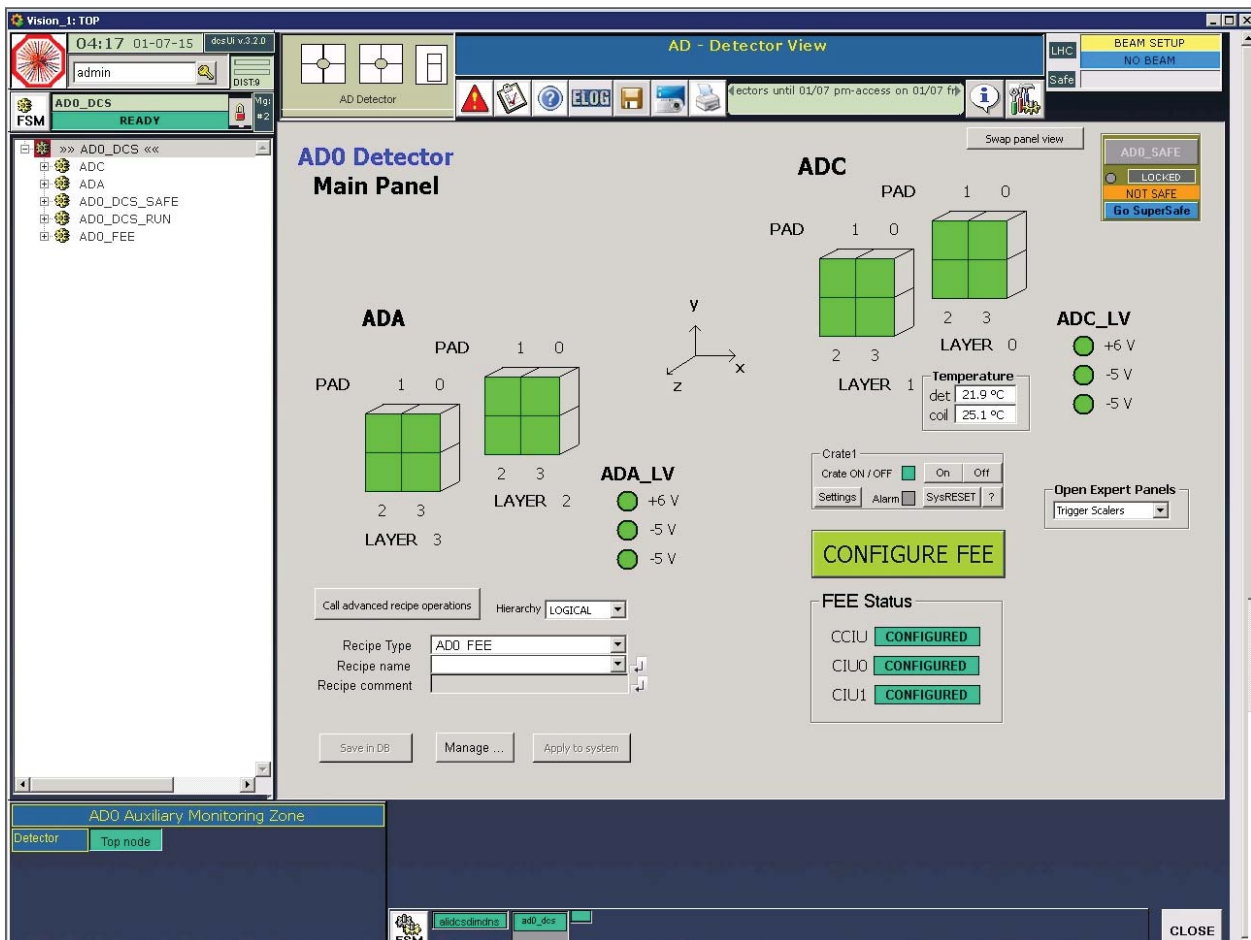 Vision_1: TOP
04:17 01-07-15 dcsUi v.3.2.0
admin
DIST:9
FSM
AD0_DCS
READY
Mg:
#2
AD Detector
AD - Detector View
ELOG
ectors until 01/07 pm-access on 01/07 fr
LHC
BEAM SETUP
NO BEAM
Safe
>> AD0_DCS <<
ADC
ADA
AD0_DCS_SAFE
AD0_DCS_RUN
AD0_FEE
AD0 Detector
Main Panel
Swap panel view
AD0_SAFE
LOCKED
NOT SAFE
Go SuperSafe
ADC
PAD 1 0
PAD 1 0
2 3
LAYER 0
2 3
LAYER 1
ADC_LV
+6 V
-5 V
-5 V
Temperature
det 21.9 ºC
coil 25.1 ºC
y
x
z
ADA
PAD 1 0
PAD 1 0
2 3
LAYER 2
2 3
LAYER 3
ADA_LV
+6 V
-5 V
-5 V
Crate1
Crate ON / OFF On Off
Settings Alarm SysRESET ?
Open Expert Panels
Trigger Scalers
CONFIGURE FEE
FEE Status
CCIU CONFIGURED
CIU0 CONFIGURED
CIU1 CONFIGURED
Call advanced recipe operations Hierarchy LOGICAL
Recipe Type AD0 FEE
Recipe name
Recipe comment
Save in DB Manage ... Apply to system
AD0 Auxiliary Monitoring Zone
Detector Top node
FSM alidcsdimdns ad0_dcs
CLOSE